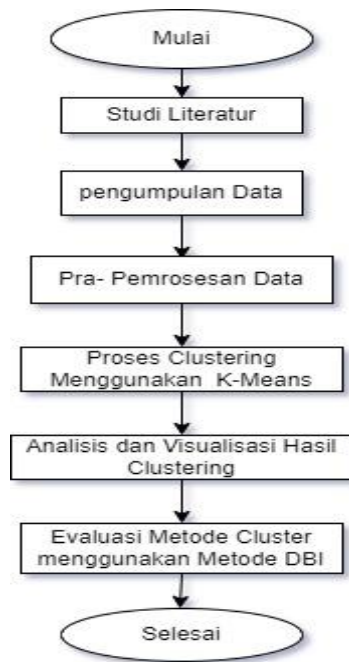 Mulai
Studi Literatur
pengumpulan Data
Pra- Pemrosesan Data
Proses Clustering
Menggunakan K-Means
Analisis dan Visualisasi Hasil
Clustering
Evaluasi Metode Cluster
menggunakan Metode DBI
Selesai